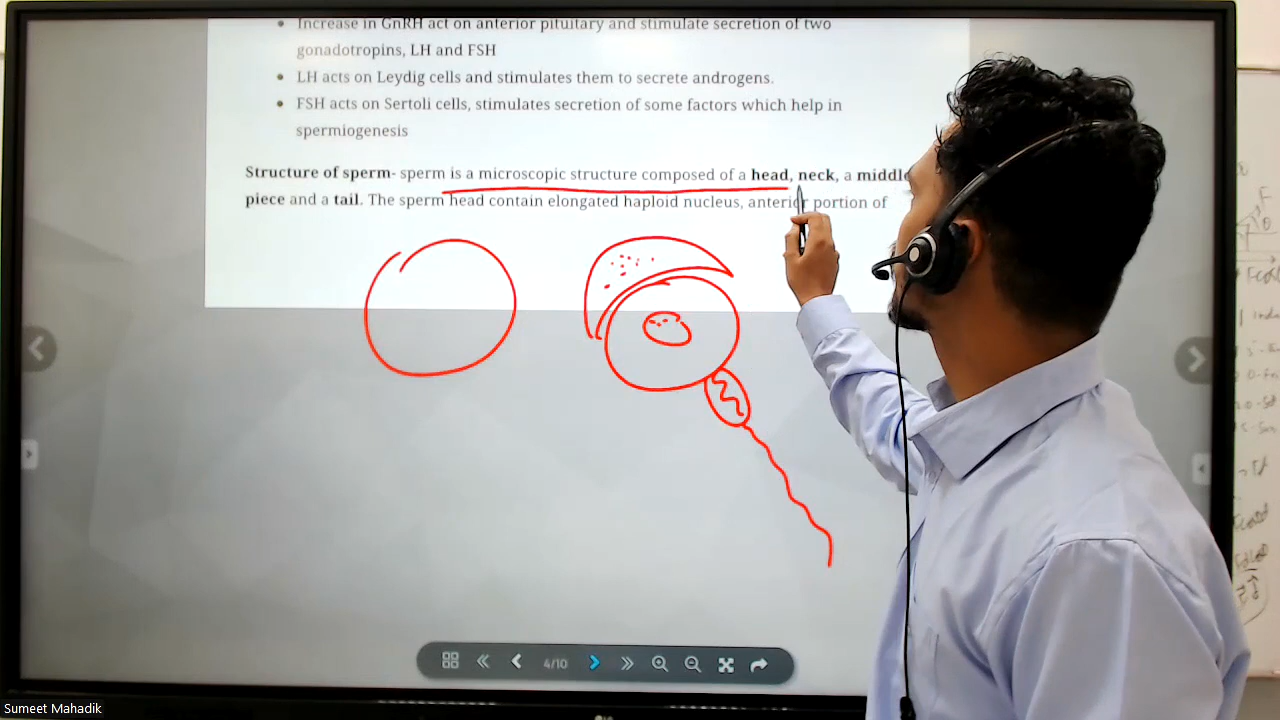 Increase in GnRH act on anterior pituitary and stimulate secretion of two
gonadotropins, LH and FSH
LH acts on Leydig cells and stimulates them to secrete androgens.
FSH acts on Sertoli cells, stimulates secretion of some factors which help in
spermiogenesis
Structure of sperm- sperm is a microscopic structure composed of a head, neck, a middle
piece and a tail. The sperm head contain elongated haploid nucleus, anterior portion of
4/10
LG
Sumeet Mahadik